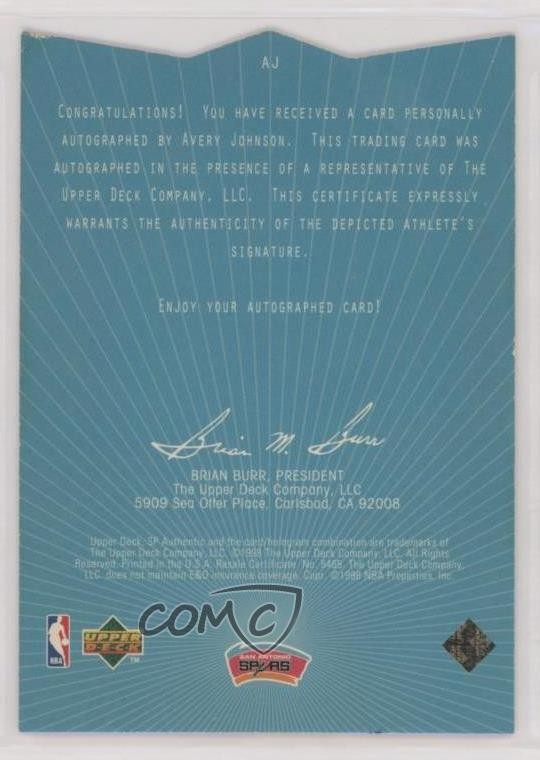 AJ
CONGRATULATIONS! YOU HAVE RECEIVED A CARD PERSONALLY
AUTOGRAPHED BY AVERY JOHNSON. THIS TRADING CARD WAS
AUTOGRAPHED IN THE PRESENCE OF A REPRESENTATIVE OF THE
UPPER DECK COMPANY, LLC. THIS CERTIFICATE EXPRESSLY
WARRANTS THE AUTHENTICITY OF THE DEPICTED ATHLETE'S
SIGNATURE.
ENJOY YOUR AUTOGRAPHED CARD!
Brian M. Burr
BRIAN BURR, PRESIDENT
The Upper Deck Company, LLC
5909 Sea Otter Place, Carlsbad, CA 92008
Upper Deck, SP Authentic and the card/hologram combination are trademarks of
The Upper Deck Company, LLC. ©1998 The Upper Deck Company, LLC. All Rights
Reserved. Printed in the U.S.A. Resale Certificate No. 5468. The Upper Deck Company,
LLC. does not maintain E&O insurance coverage. Copr. ©1998 NBA Properties, Inc.
COMC
NBA
UPPER
DECK
TM
SAN ANTONIO
SPURS